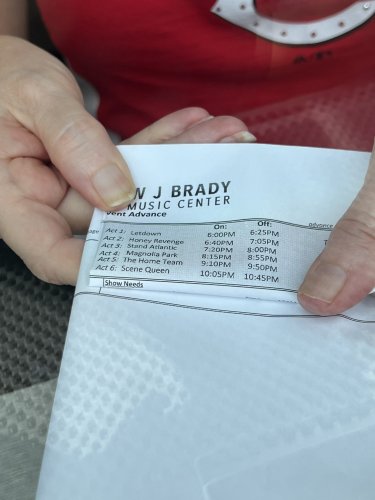 W J BRADY
MUSIC CENTER
vent Advance
advance
On: Off:
Act 1: Letdown 6:00PM 6:25PM
Act 2: Honey Revenge 6:40PM 7:05PM
Act 3: Stand Atlantic 7:20PM 8:00PM
Act 4: Magnolia Park 8:15PM 8:55PM
Act 5: The Home Team 9:10PM 9:50PM
Act 6: Scene Queen 10:05PM 10:45PM
Show Needs